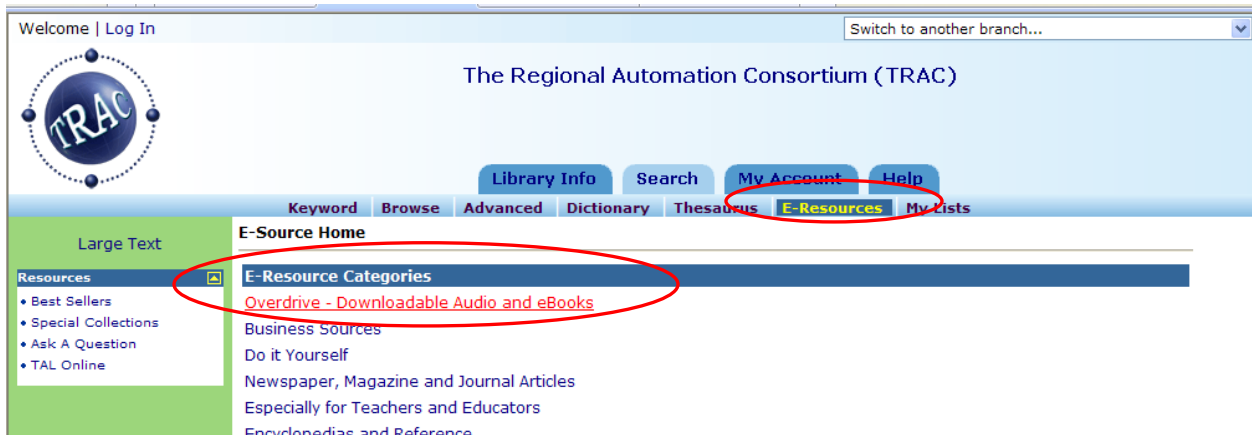 Welcome | Log In
Switch to another branch...
TRAC
The Regional Automation Consortium (TRAC)
Library Info Search My Account Help
Keyword Browse Advanced Dictionary Thesaurus E-Resources My Lists
Large Text
Resources
• Best Sellers
• Special Collections
• Ask A Question
• TAL Online
E-Source Home
E-Resource Categories
Overdrive - Downloadable Audio and eBooks
Business Sources
Do it Yourself
Newspaper, Magazine and Journal Articles
Especially for Teachers and Educators
Encyclopedias and Reference